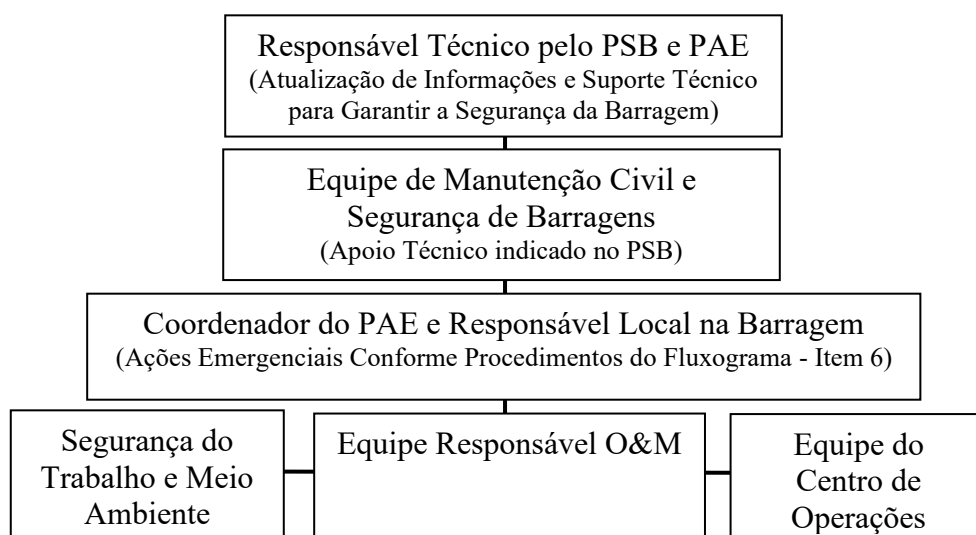 Responsável Técnico pelo PSB e PAE
(Atualização de Informações e Suporte Técnico
para Garantir a Segurança da Barragem)
Equipe de Manutenção Civil e
Segurança de Barragens
(Apoio Técnico indicado no PSB)
Coordenador do PAE e Responsável Local na Barragem
(Ações Emergenciais Conforme Procedimentos do Fluxograma - Item 6)
Segurança do
Trabalho e Meio
Ambiente
Equipe Responsável O&M
Equipe do
Centro de
Operações